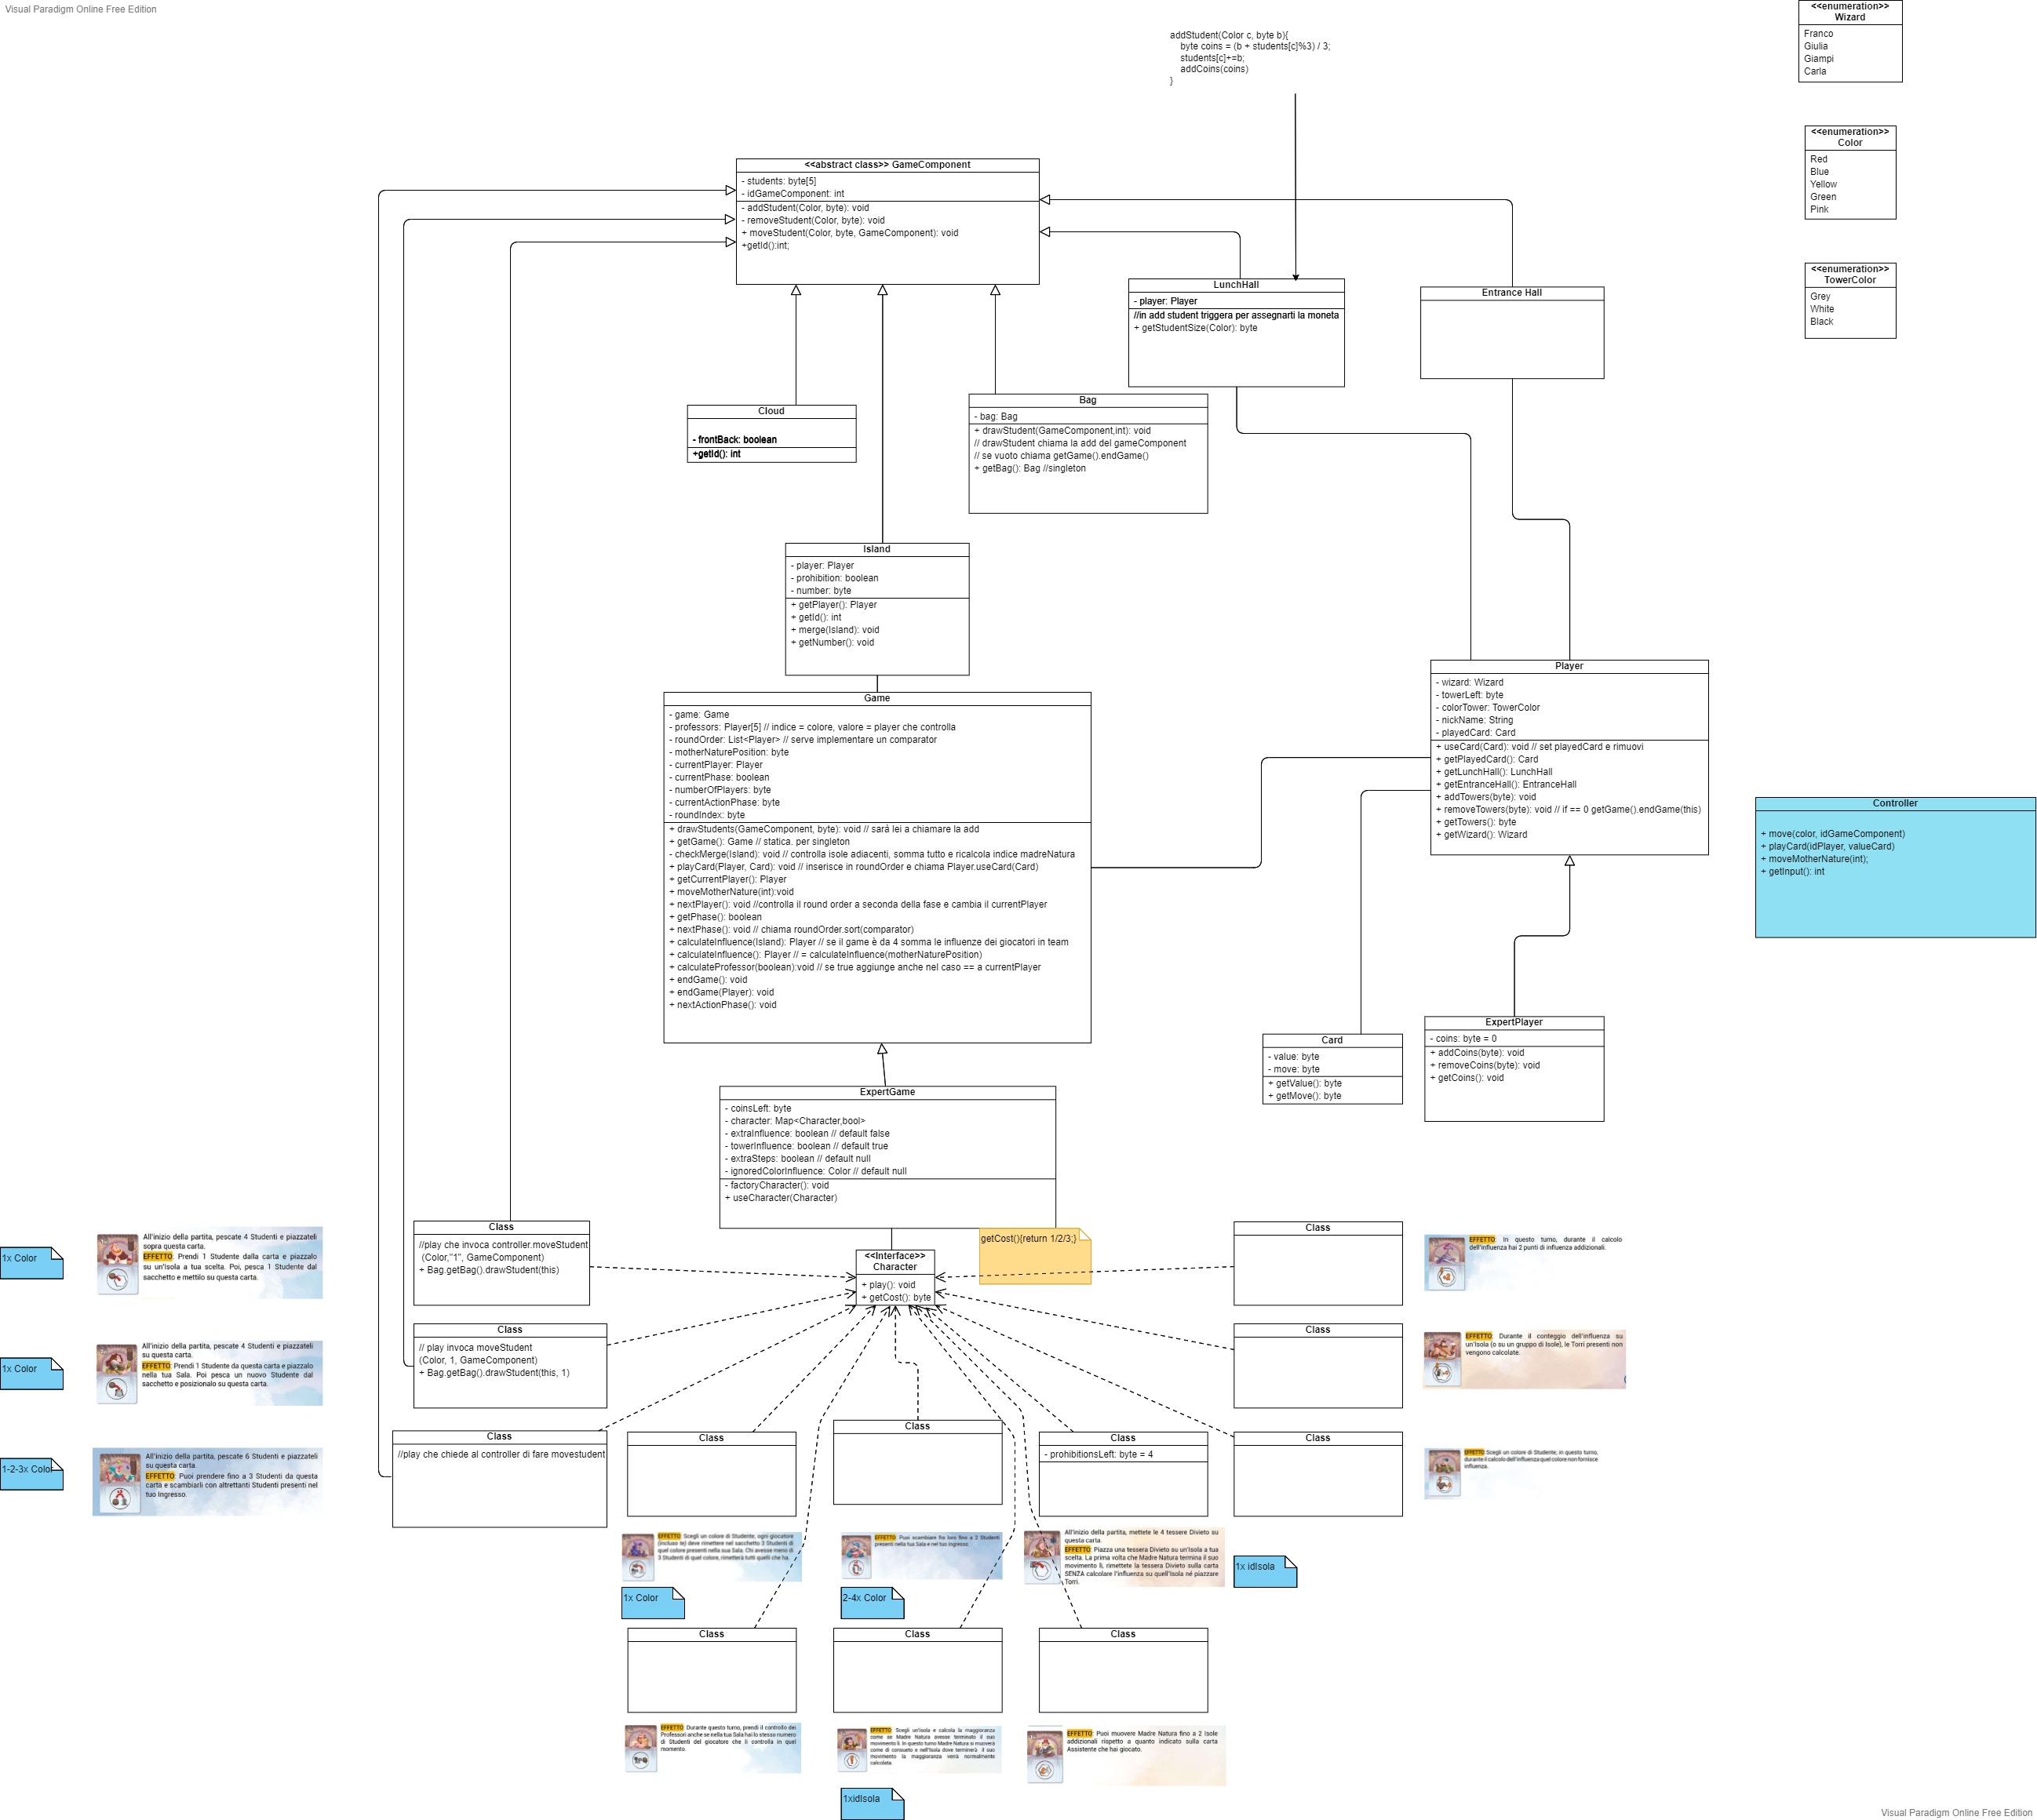 Visual Paradigm Online Free Edition
<<enumeration>>
Wizard
Franco
Giulia
Giampi
Carla
addStudent(Color c, byte b){
byte coins = (b + students[c]%3) / 3;
students[c]+=b;
addCoins(coins)
}
<<enumeration>>
Color
Red
Blue
Yellow
Green
Pink
<<enumeration>>
TowerColor
Grey
White
Black
<<abstract class>> GameComponent
- students: byte[5]
- idGameComponent: int
- addStudent(Color, byte): void
- removeStudent(Color, byte): void
+ moveStudent(Color, byte, GameComponent): void
+getId():int;
LunchHall
- player: Player
//in add student triggera per assegnarti la moneta
+ getStudentSize(Color): byte
Entrance Hall
Cloud
- frontBack: boolean
+getId(): int
Bag
- bag: Bag
+ drawStudent(GameComponent,int): void
// drawStudent chiama la add del gameComponent
// se vuoto chiama getGame().endGame()
+ getBag(): Bag //singleton
Island
- player: Player
- prohibition: boolean
- number: byte
+ getPlayer(): Player
+ getId(): int
+ merge(Island): void
+ getNumber(): void
Game
- game: Game
- professors: Player[5] // indice = colore, valore = player che controlla
- roundOrder: List<Player> // serve implementare un comparator
- motherNaturePosition: byte
- currentPlayer: Player
- currentPhase: boolean
- numberOfPlayers: byte
- currentActionPhase: byte
- roundIndex: byte
+ drawStudents(GameComponent, byte): void // sarà lei a chiamare la add
+ getGame(): Game // statica. per singleton
- checkMerge(Island): void // controlla isole adiacenti, somma tutto e ricalcola indice madreNatura
+ playCard(Player, Card): void // inserisce in roundOrder e chiama Player.useCard(Card)
+ getCurrentPlayer(): Player
+ moveMotherNature(int):void
+ nextPlayer(): void //controlla il round order a seconda della fase e cambia il currentPlayer
+ getPhase(): boolean
+ nextPhase(): void // chiama roundOrder.sort(comparator)
+ calculateInfluence(Island): Player // se il game è da 4 somma le influenze dei giocatori in team
+ calculateInfluence(): Player // = calculateInfluence(motherNaturePosition)
+ calculateProfessor(boolean):void // se true aggiunge anche nel caso == a currentPlayer
+ endGame(): void
+ endGame(Player): void
+ nextActionPhase(): void
Player
- wizard: Wizard
- towerLeft: byte
- colorTower: TowerColor
- nickName: String
- playedCard: Card
+ useCard(Card): void // set playedCard e rimuovi
+ getPlayedCard(): Card
+ getLunchHall(): LunchHall
+ getEntranceHall(): EntranceHall
+ addTowers(byte): void
+ removeTowers(byte): void // if == 0 getGame().endGame(this)
+ getTowers(): byte
+ getWizard(): Wizard
Controller
+ move(color, idGameComponent)
+ playCard(idPlayer, valueCard)
+ moveMotherNature(int);
+ getInput(): int
Card
- value: byte
- move: byte
+ getValue(): byte
+ getMove(): byte
ExpertPlayer
- coins: byte = 0
+ addCoins(byte): void
+ removeCoins(byte): void
+ getCoins(): void
ExpertGame
- coinsLeft: byte
- character: Map<Character,bool>
- extraInfluence: boolean // default false
- towerInfluence: boolean // default true
- extraSteps: boolean // default null
- ignoredColorInfluence: Color // default null
- factoryCharacter(): void
+ useCharacter(Character)
1x Color
All'inizio della partita, pescate 4 Studenti e piazzateli
sopra questa carta.
EFFETTO: Prendi 1 Studente dalla carta e piazzalo
su un'Isola a tua scelta. Poi, pesca 1 Studente dal
sacchetto e mettilo su questa carta.
Class
//play che invoca controller.moveStudent
(Color,"1", GameComponent)
+ Bag.getBag().drawStudent(this)
<<Interface>>
Character
+ play(): void
+ getCost(): byte
getCost(){return 1/2/3;}
Class
EFFETTO: In questo turno, durante il calcolo
dell'influenza hai 2 punti di influenza addizionali.
1x Color
All'inizio della partita, pescate 4 Studenti e piazzateli
su questa carta.
EFFETTO: Prendi 1 Studente da questa carta e piazzalo
nella tua Sala. Poi pesca un nuovo Studente dal
sacchetto e posizionalo su questa carta.
Class
// play invoca moveStudent
(Color, 1, GameComponent)
+ Bag.getBag().drawStudent(this, 1)
Class
EFFETTO: Durante il conteggio dell'influenza su
un'Isola (o su un gruppo di Isole), le Torri presenti non
vengono calcolate.
1-2-3x Color
All'inizio della partita, pescate 6 Studenti e piazzateli
su questa carta.
EFFETTO: Puoi prendere fino a 3 Studenti da questa
carta e scambiarli con altrettanti Studenti presenti nel
tuo Ingresso.
Class
//play che chiede al controller di fare movestudent
Class
Class
Class
- prohibitionsLeft: byte = 4
Class
EFFETTO: Scegli un colore di Studente; in questo turno,
durante il calcolo dell'influenza quel colore non fornisce
influenza.
EFFETTO: Scegli un colore di Studente; ogni giocatore
(incluso te) deve rimettere nel sacchetto 3 Studenti di
quel colore presenti nella sua Sala. Chi avesse meno di
3 Studenti di quel colore, rimetterà tutti quelli che ha.
1x Color
EFFETTO: Puoi scambiare fra loro fino a 2 Studenti
presenti nella tua Sala e nel tuo Ingresso.
2-4x Color
All'inizio della partita, mettete le 4 tessere Divieto su
questa carta.
EFFETTO: Piazza una tessera Divieto su un'Isola a tua
scelta. La prima volta che Madre Natura termina il suo
movimento lì, rimettete la tessera Divieto sulla carta
SENZA calcolare l'influenza su quell'Isola né piazzare
Torri.
1x idIsola
Class
Class
Class
EFFETTO: Durante questo turno, prendi il controllo dei
Professori anche se nella tua Sala hai lo stesso numero
di Studenti del giocatore che li controlla in quel
momento.
EFFETTO: Scegli un'Isola e calcola la maggioranza
come se Madre Natura avesse terminato il suo
movimento lì. In questo turno Madre Natura si muoverà
come di consueto e nell'Isola dove terminerà il suo
movimento la maggioranza verrà normalmente
calcolata.
1xidIsola
EFFETTO: Puoi muovere Madre Natura fino a 2 Isole
addizionali rispetto a quanto indicato sulla carta
Assistente che hai giocato.
Visual Paradigm Online Free Edition